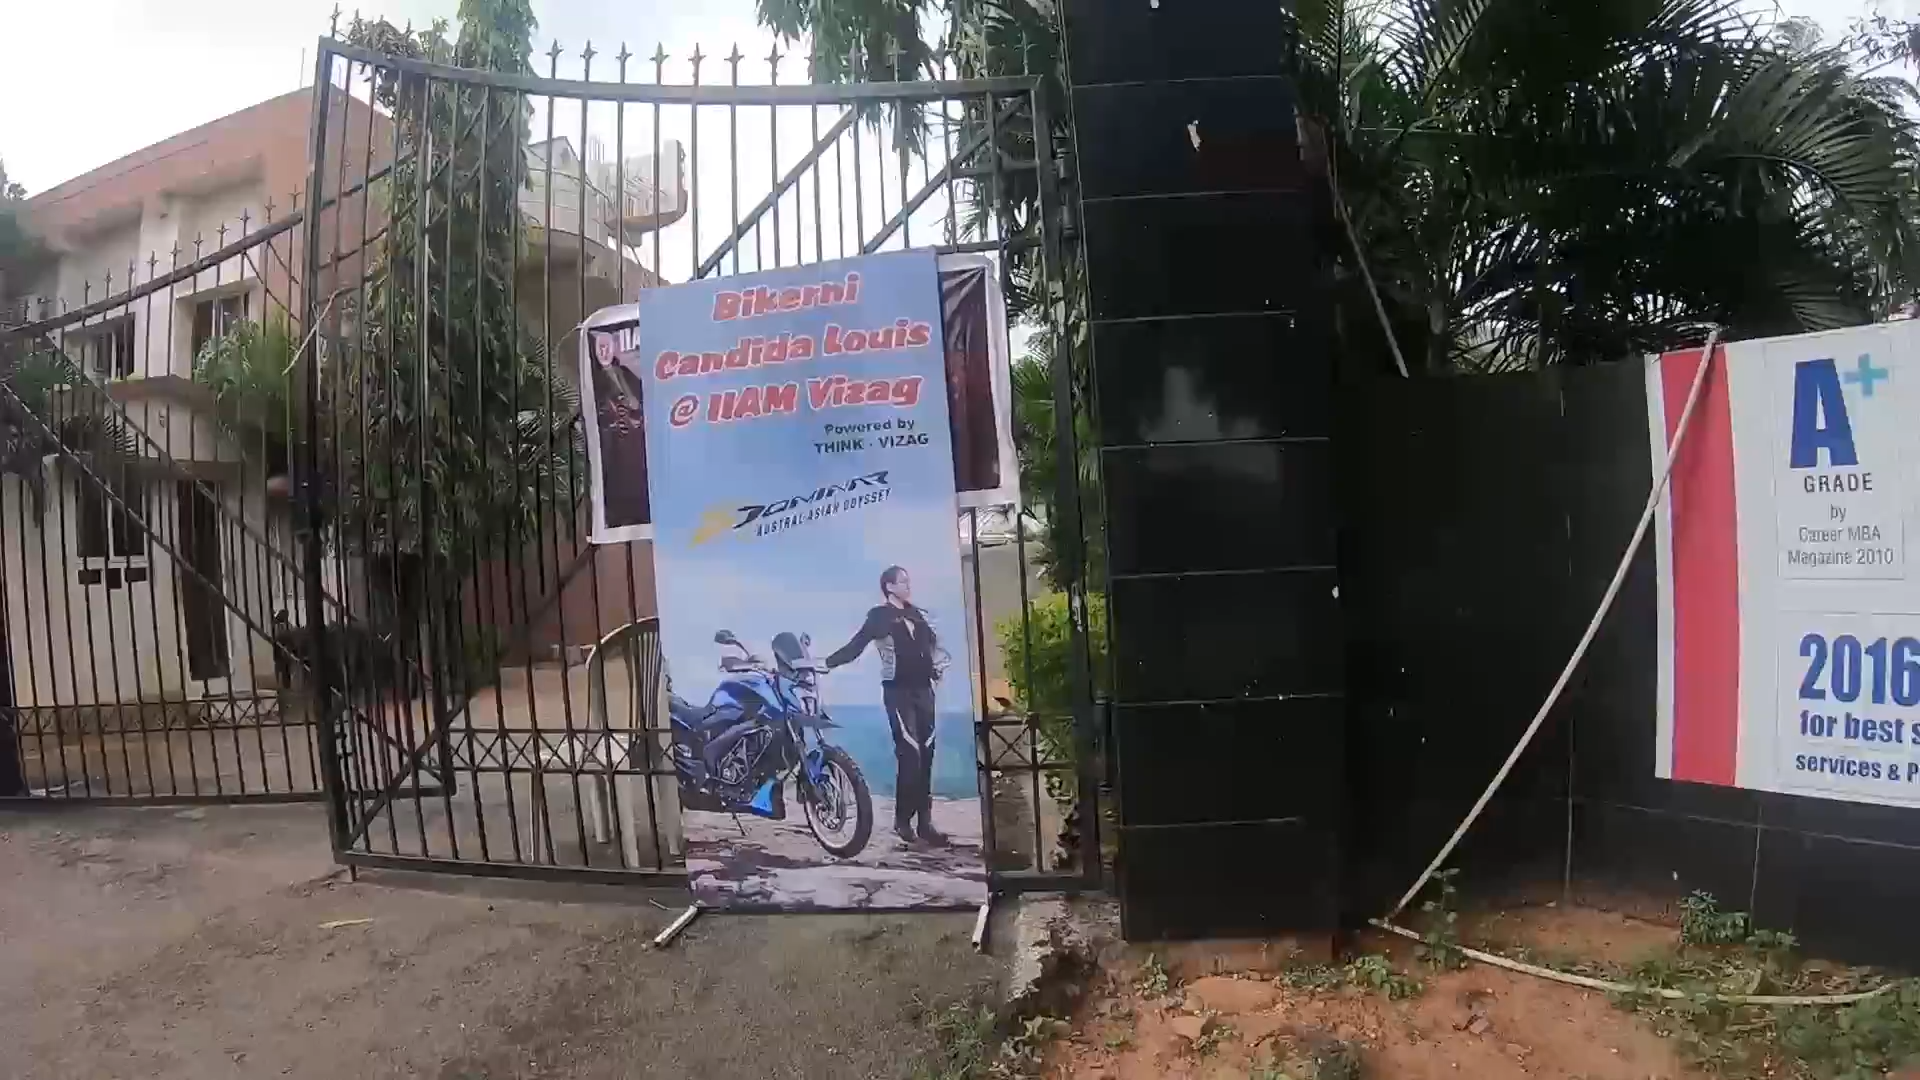 Bikerni
Candida Louis
@ IIAM Vizag
Powered by
THINK - VIZAG
DOMINAR
AUSTRAL-ASIAN ODYSSEY
IIA
A+
GRADE
by
Career MBA
Magazine 2010
2016
for best s
services & P